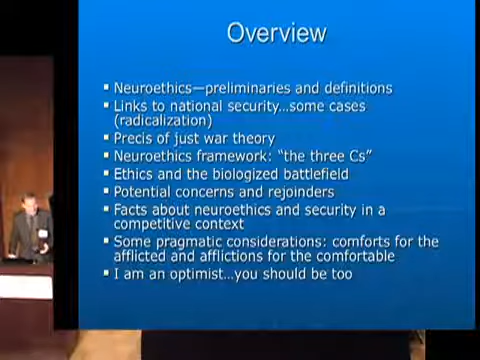 Overview
▪ Neuroethics—preliminaries and definitions
▪ Links to national security…some cases
(radicalization)
▪ Precis of just war theory
▪ Neuroethics framework: “the three Cs”
▪ Ethics and the biologized battlefield
▪ Potential concerns and rejoinders
▪ Facts about neuroethics and security in a
competitive context
▪ Some pragmatic considerations: comforts for the
afflicted and afflictions for the comfortable
▪ I am an optimist…you should be too